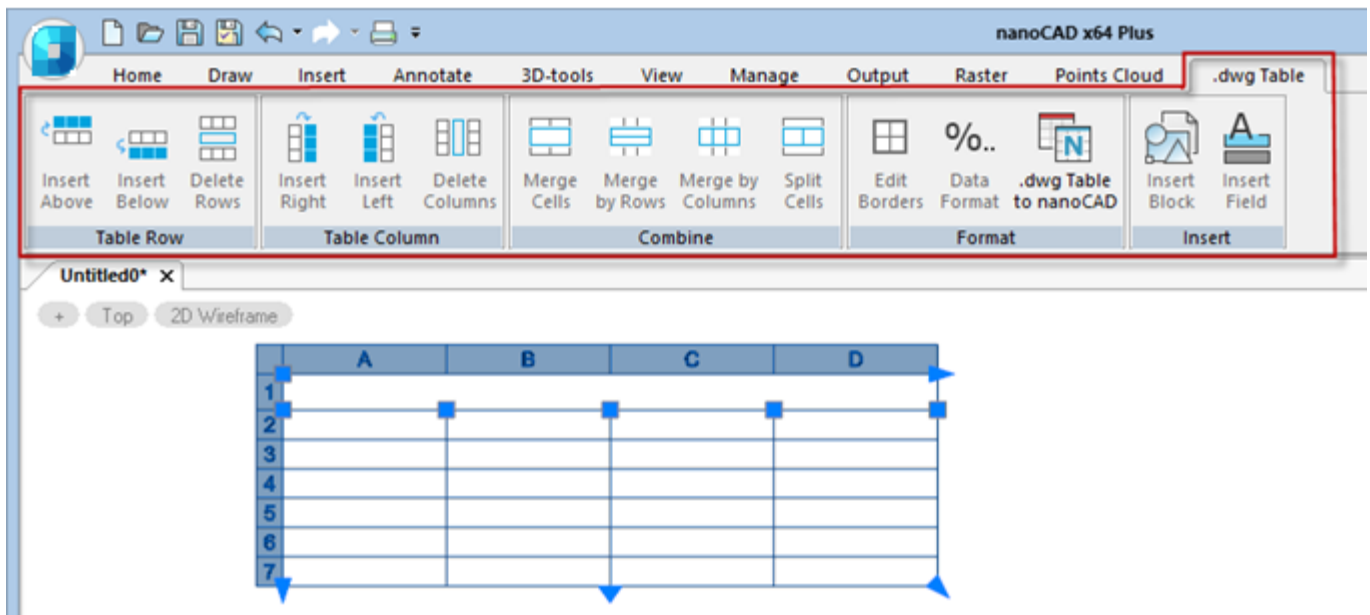 nanoCAD x64 Plus
Home Draw Insert Annotate 3D-tools View Manage Output Raster Points Cloud .dwg Table
%..
A
N
Insert Above
Insert Below
Delete Rows
Insert Right
Insert Left
Delete Columns
Merge Cells
Merge by Rows
Merge by Columns
Split Cells
Edit Borders
Data Format
.dwg Table to nanoCAD
Insert Block
Insert Field
Table Row Table Column Combine Format Insert
Untitled0* X
+ Top 2D Wireframe
A B C D
1
2
3
4
5
6
7